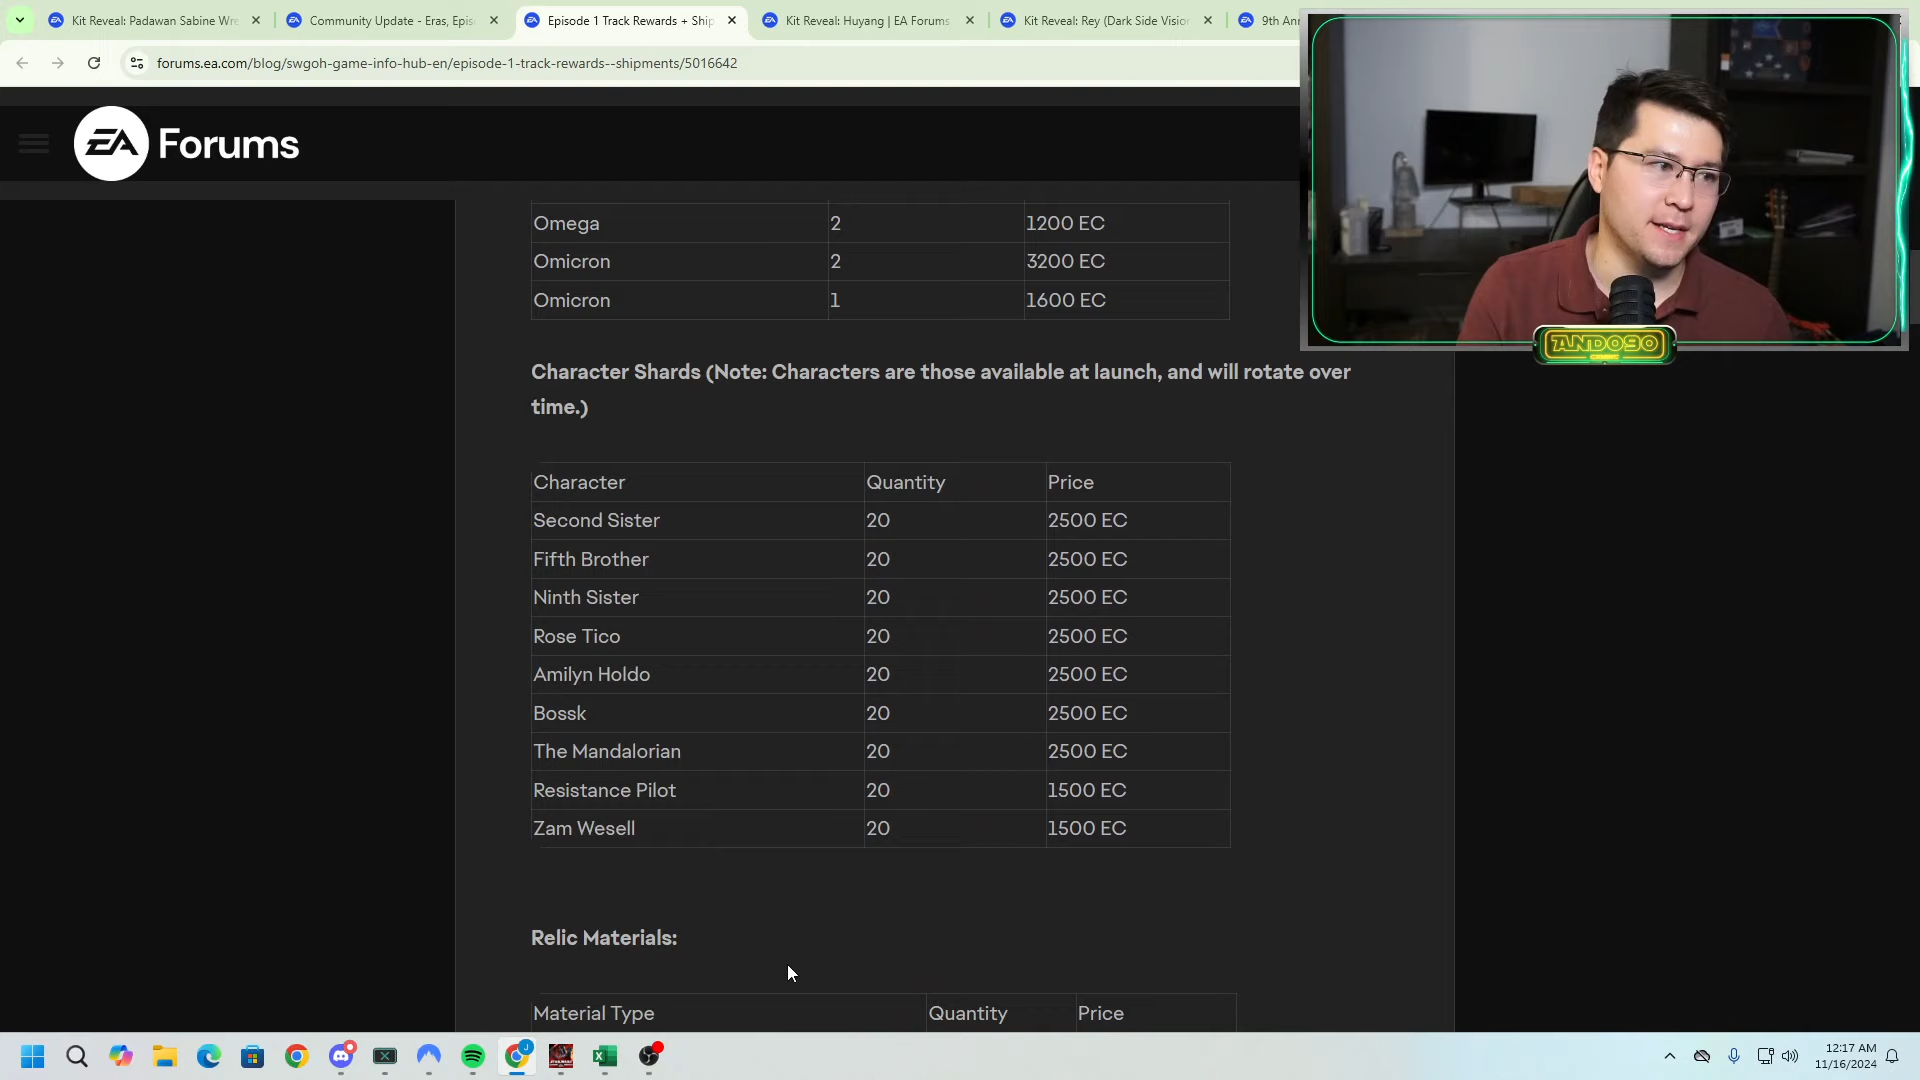 Kit Reveal: Padawan Sabine Wre
Community Update - Eras, Epis
Episode 1 Track Rewards + Ship
Kit Reveal: Huyang | EA Forums
Kit Reveal: Rey (Dark Side Vision
9th Ann
forums.ea.com/blog/swgoh-game-info-hub-en/episode-1-track-rewards--shipments/5016642
EA Forums
Omega 2 1200 EC
Omicron 2 3200 EC
Omicron 1 1600 EC
ANDO90
Character Shards (Note: Characters are those available at launch, and will rotate over
time.)
Character Quantity Price
Second Sister 20 2500 EC
Fifth Brother 20 2500 EC
Ninth Sister 20 2500 EC
Rose Tico 20 2500 EC
Amilyn Holdo 20 2500 EC
Bossk 20 2500 EC
The Mandalorian 20 2500 EC
Resistance Pilot 20 1500 EC
Zam Wesell 20 1500 EC
Relic Materials:
Material Type Quantity Price
12:17 AM
11/16/2024